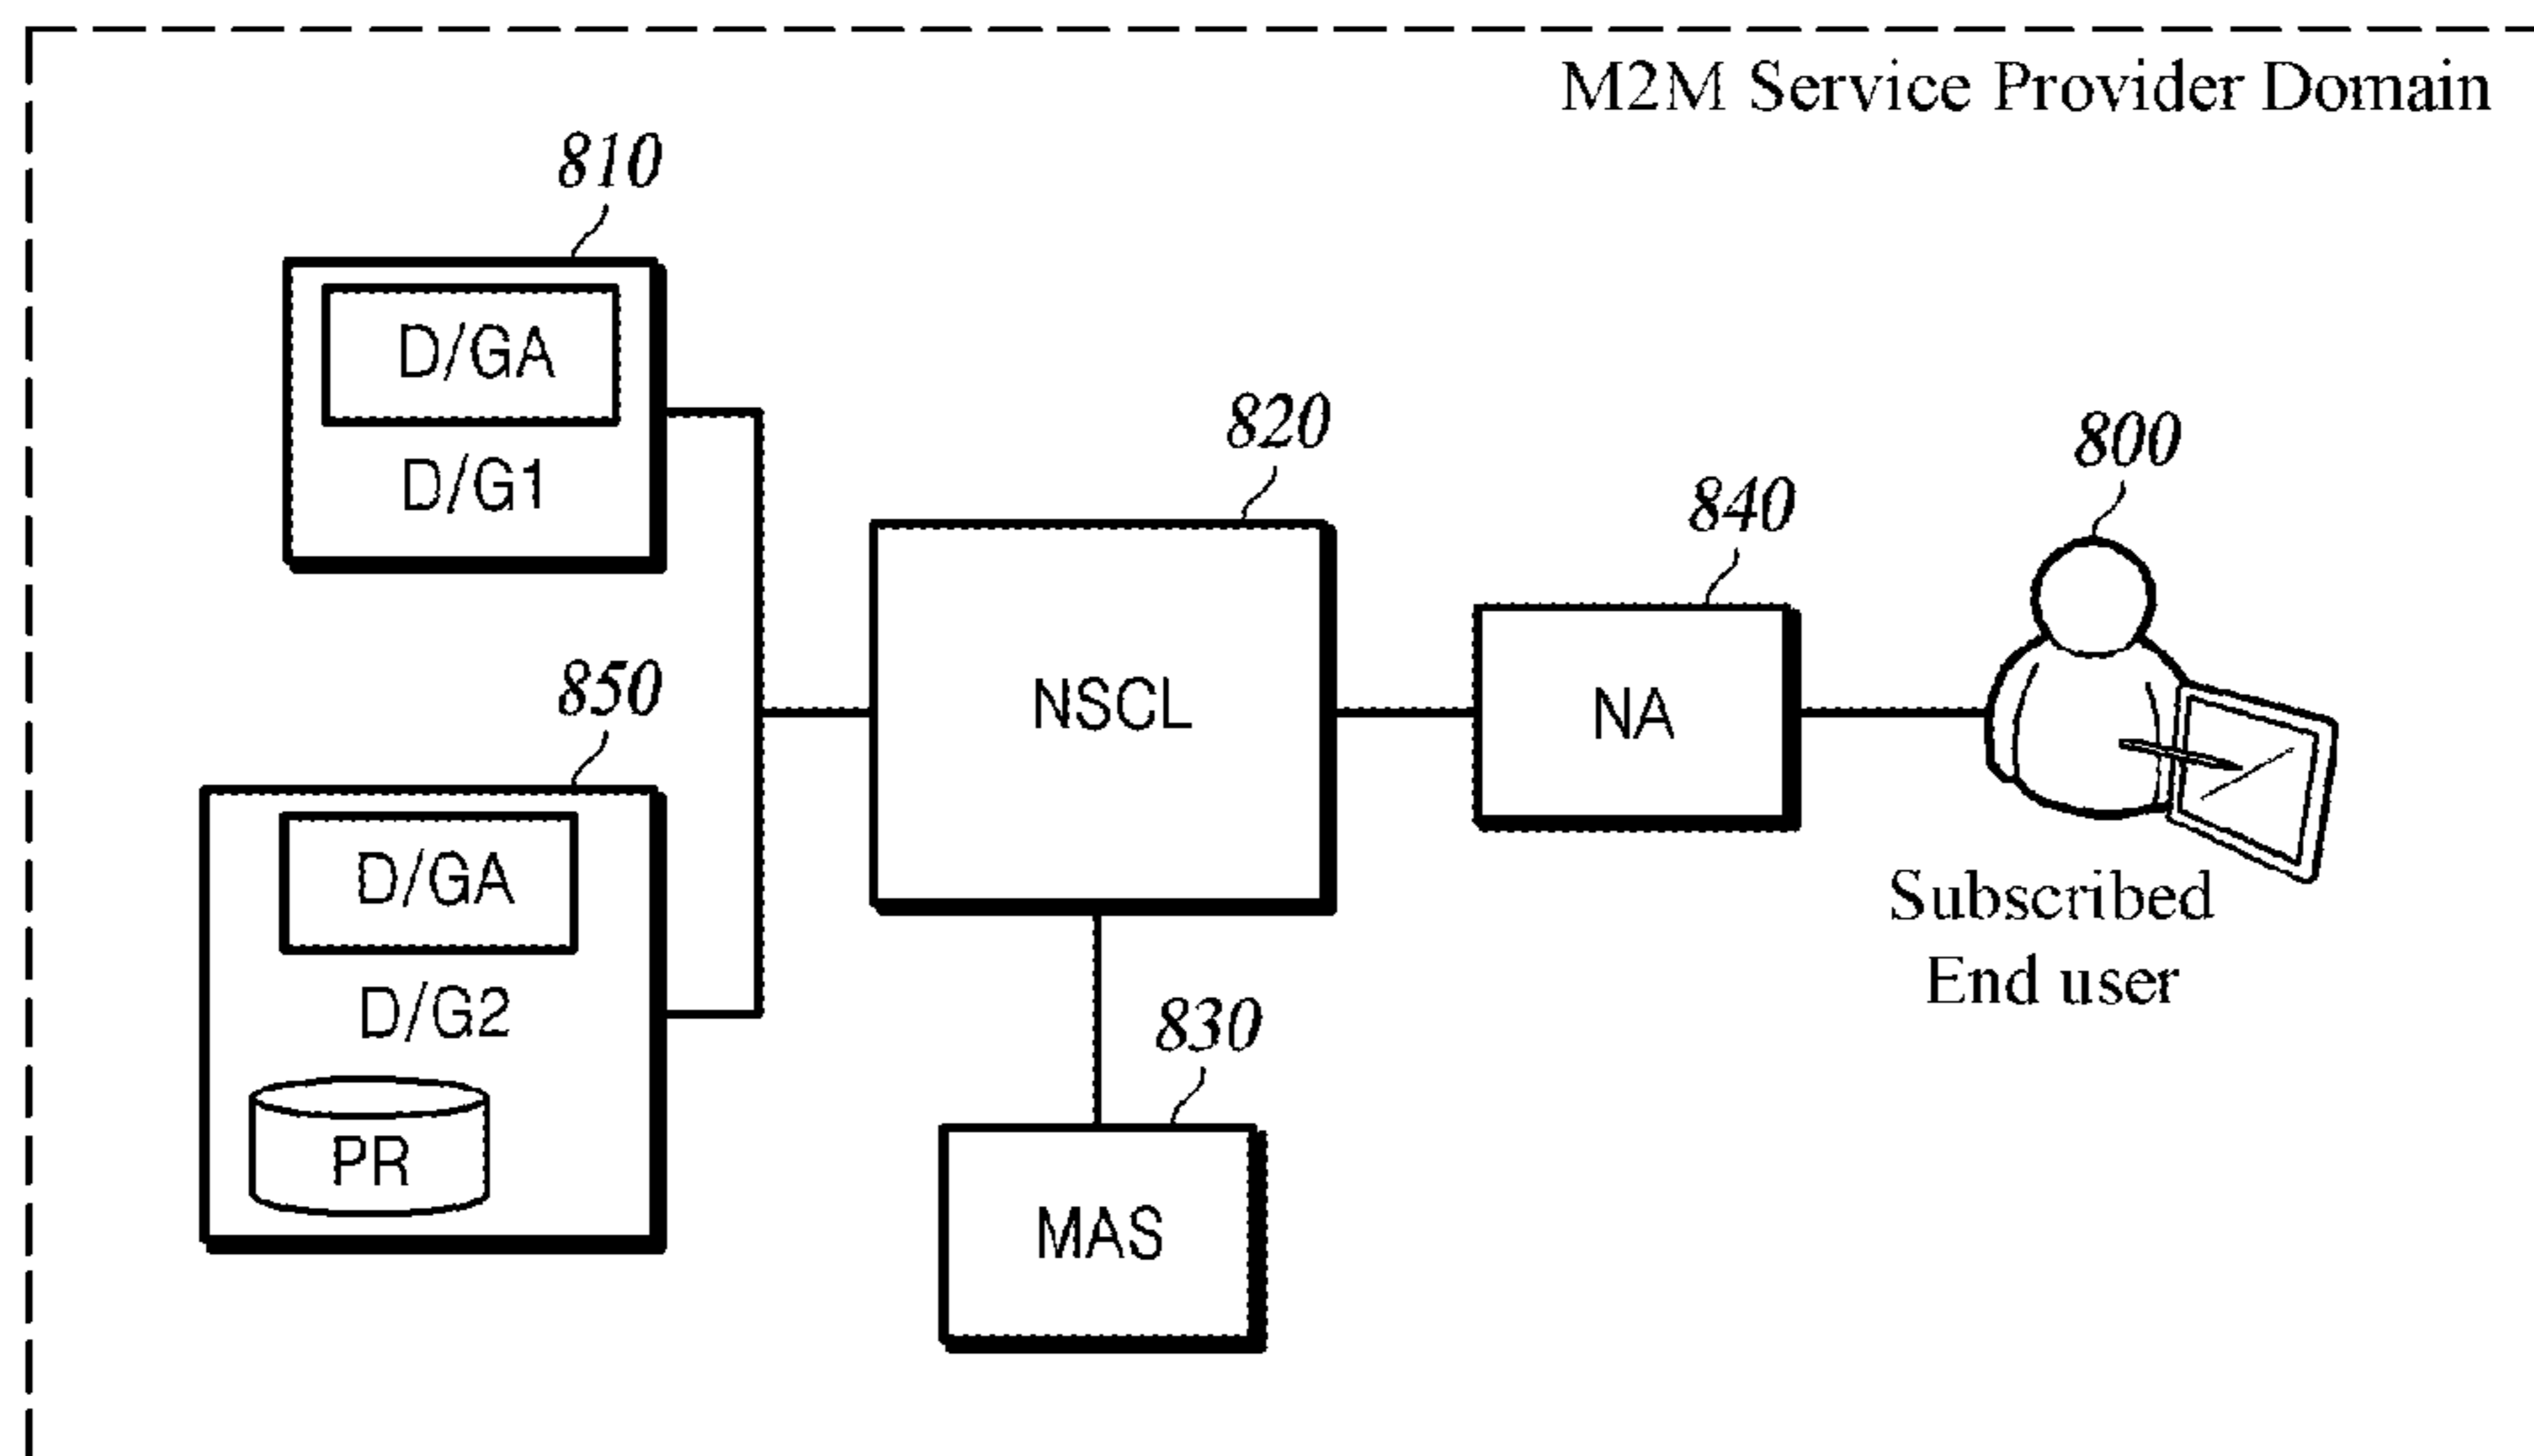 M2M Service Provider Domain
810
D/GA
D/G1
820
800
840
NSCL
NA
850
D/GA
D/G2
PR
Subscribed
End user
830
MAS